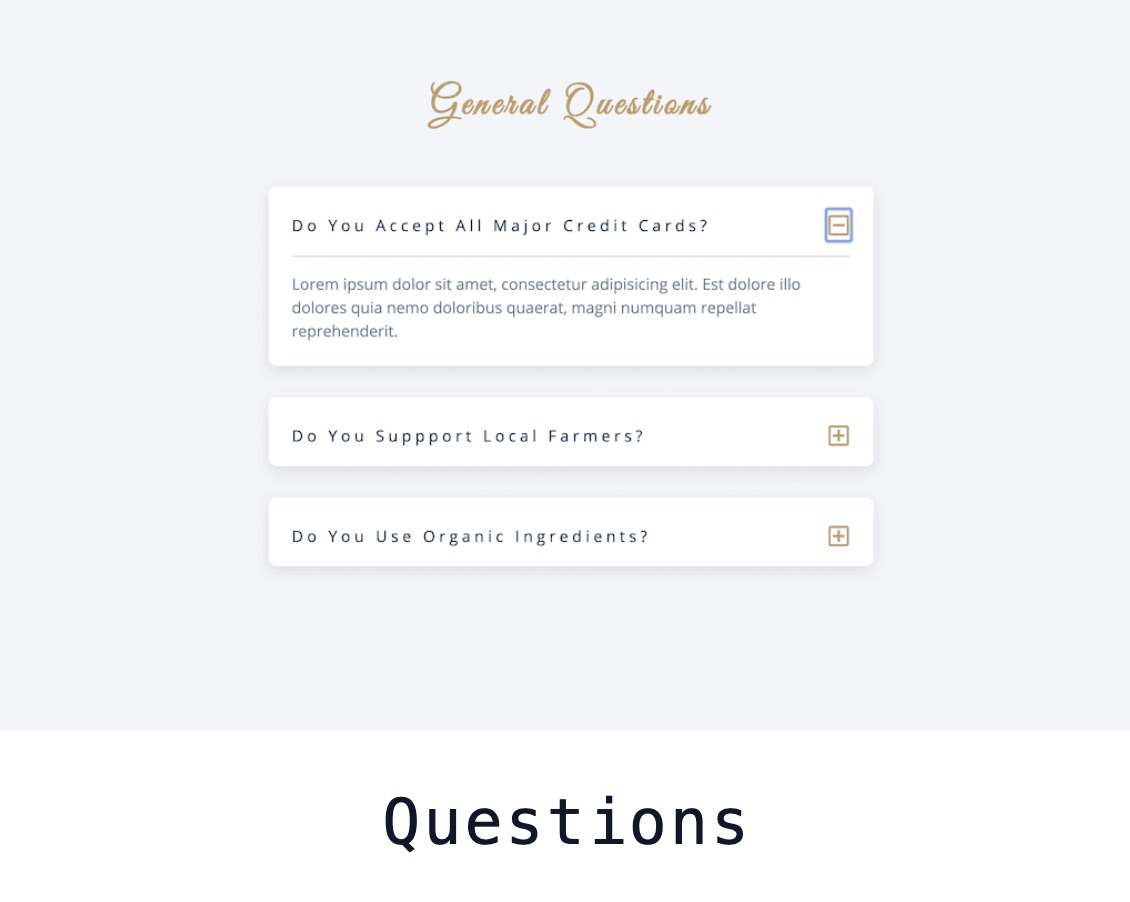 General Questions
Do You Accept All Major Credit Cards?
Lorem ipsum dolor sit amet, consectetur adipisicing elit. Est dolore illo
dolores quia nemo doloribus quaerat, magni numquam repellat
reprehenderit.
Do You Suppport Local Farmers?
Do You Use Organic Ingredients?
Questions